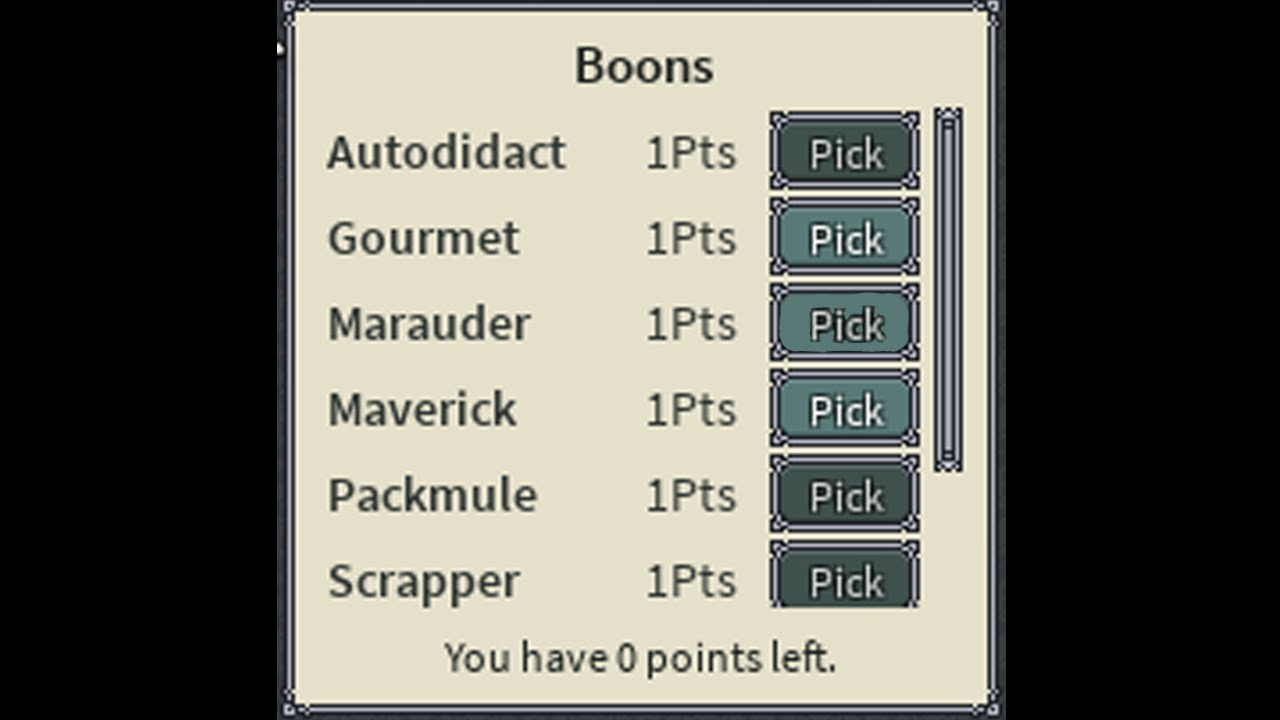 Boons
Autodidact 1Pts Pick
Gourmet 1Pts Pick
Marauder 1Pts Pick
Maverick 1Pts Pick
Packmule 1Pts Pick
Scrapper 1Pts Pick
You have 0 points left.